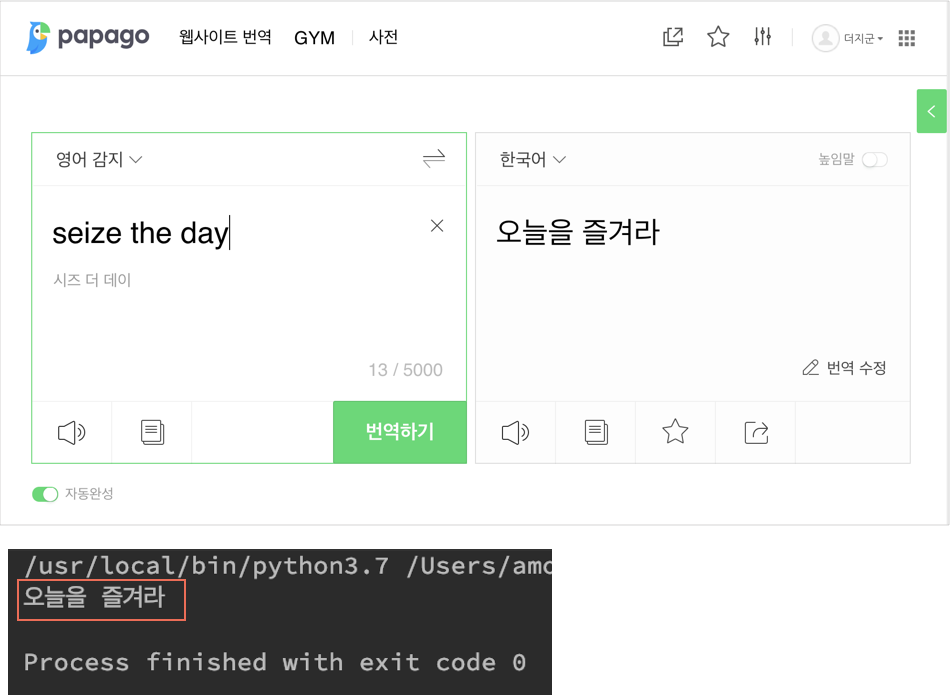 papago 웹사이트 번역 GYM 사전 더지군
영어 감지 한국어 높임말
seize the day 오늘을 즐겨라
시즈 더 데이
13 / 5000 번역 수정
번역하기
자동완성
/usr/local/bin/python3.7 /Users/amo
오늘을 즐겨라
Process finished with exit code 0